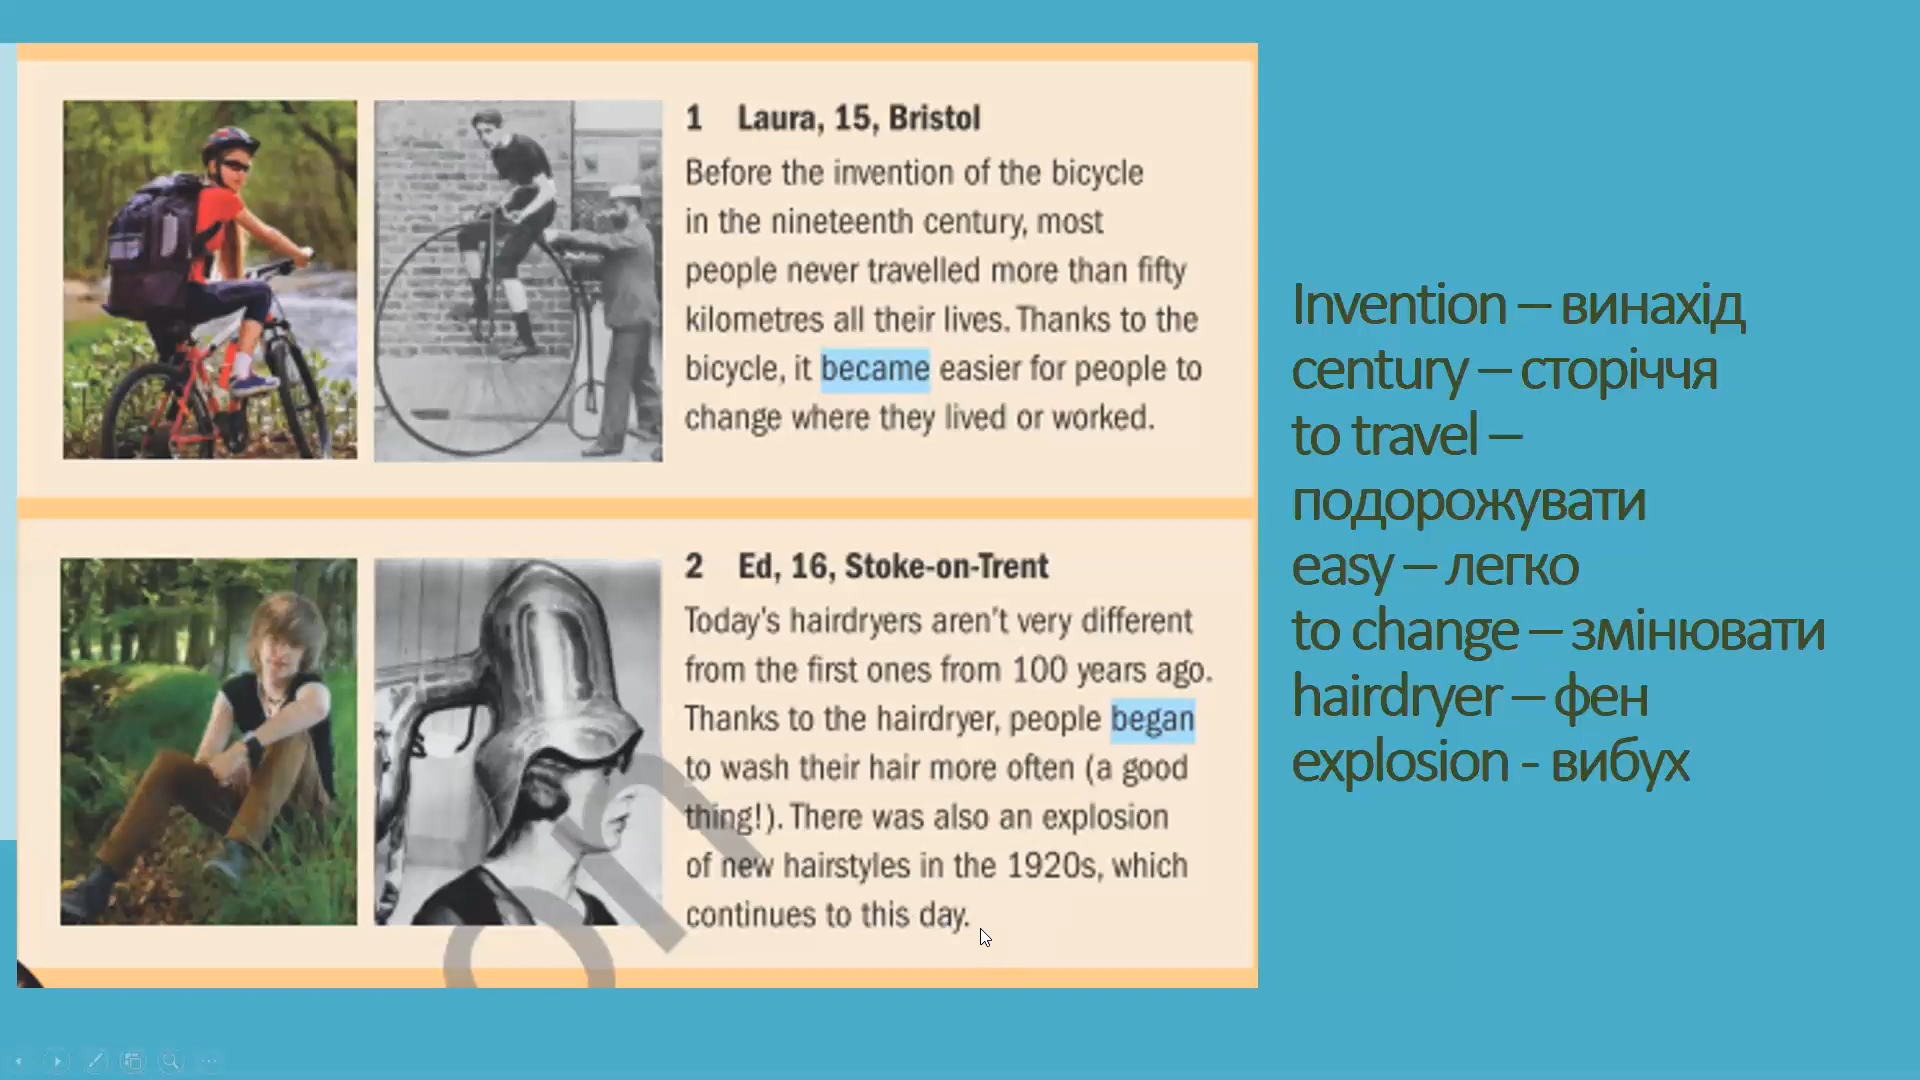 1 Laura, 15, Bristol
Before the invention of the bicycle
in the nineteenth century, most
people never travelled more than fifty
kilometres all their lives. Thanks to the
bicycle, it became easier for people to
change where they lived or worked.
2 Ed, 16, Stoke-on-Trent
Today's hairdryers aren't very different
from the first ones from 100 years ago.
Thanks to the hairdryer, people began
to wash their hair more often (a good
thing!). There was also an explosion
of new hairstyles in the 1920s, which
continues to this day.
on
Invention – винахід
century – сторіччя
to travel –
подорожувати
easy – легко
to change – змінювати
hairdryer – фен
explosion - вибух